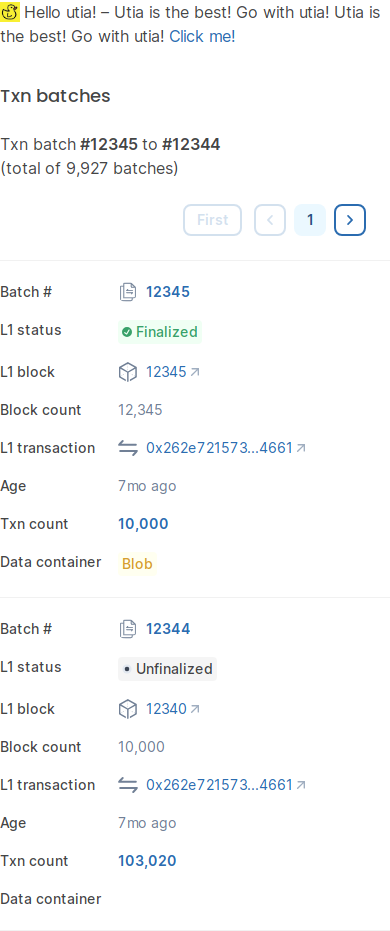 Hello utia! – Utia is the best! Go with utia! Utia is
the best! Go with utia! Click me!
Txn batches
Txn batch #12345 to #12344
(total of 9,927 batches)
First 1
Batch # 12345
L1 status Finalized
L1 block 12345
Block count 12,345
L1 transaction 0x262e721573...4661
Age 7mo ago
Txn count 10,000
Data container Blob
Batch # 12344
L1 status Unfinalized
L1 block 12340
Block count 10,000
L1 transaction 0x262e721573...4661
Age 7mo ago
Txn count 103,020
Data container